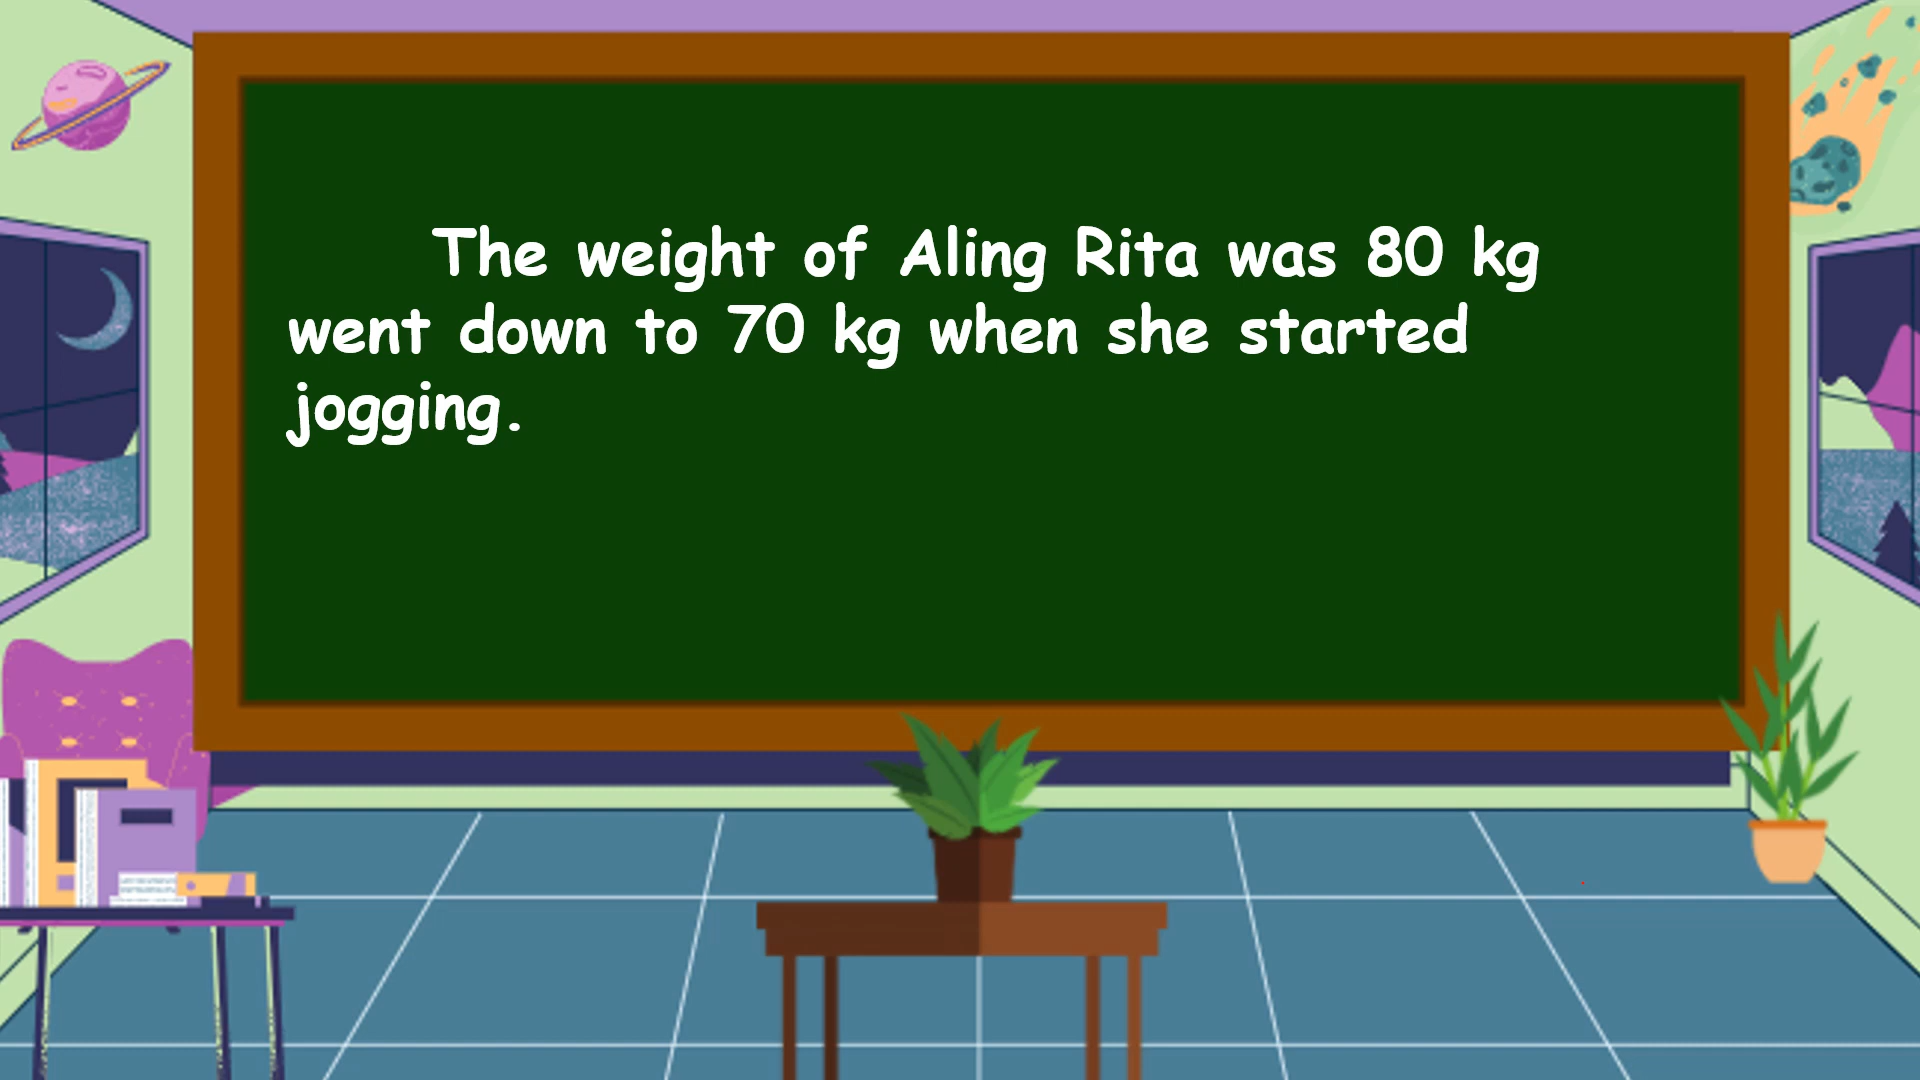 The weight of Aling Rita was 80 kg
went down to 70 kg when she started
jogging.